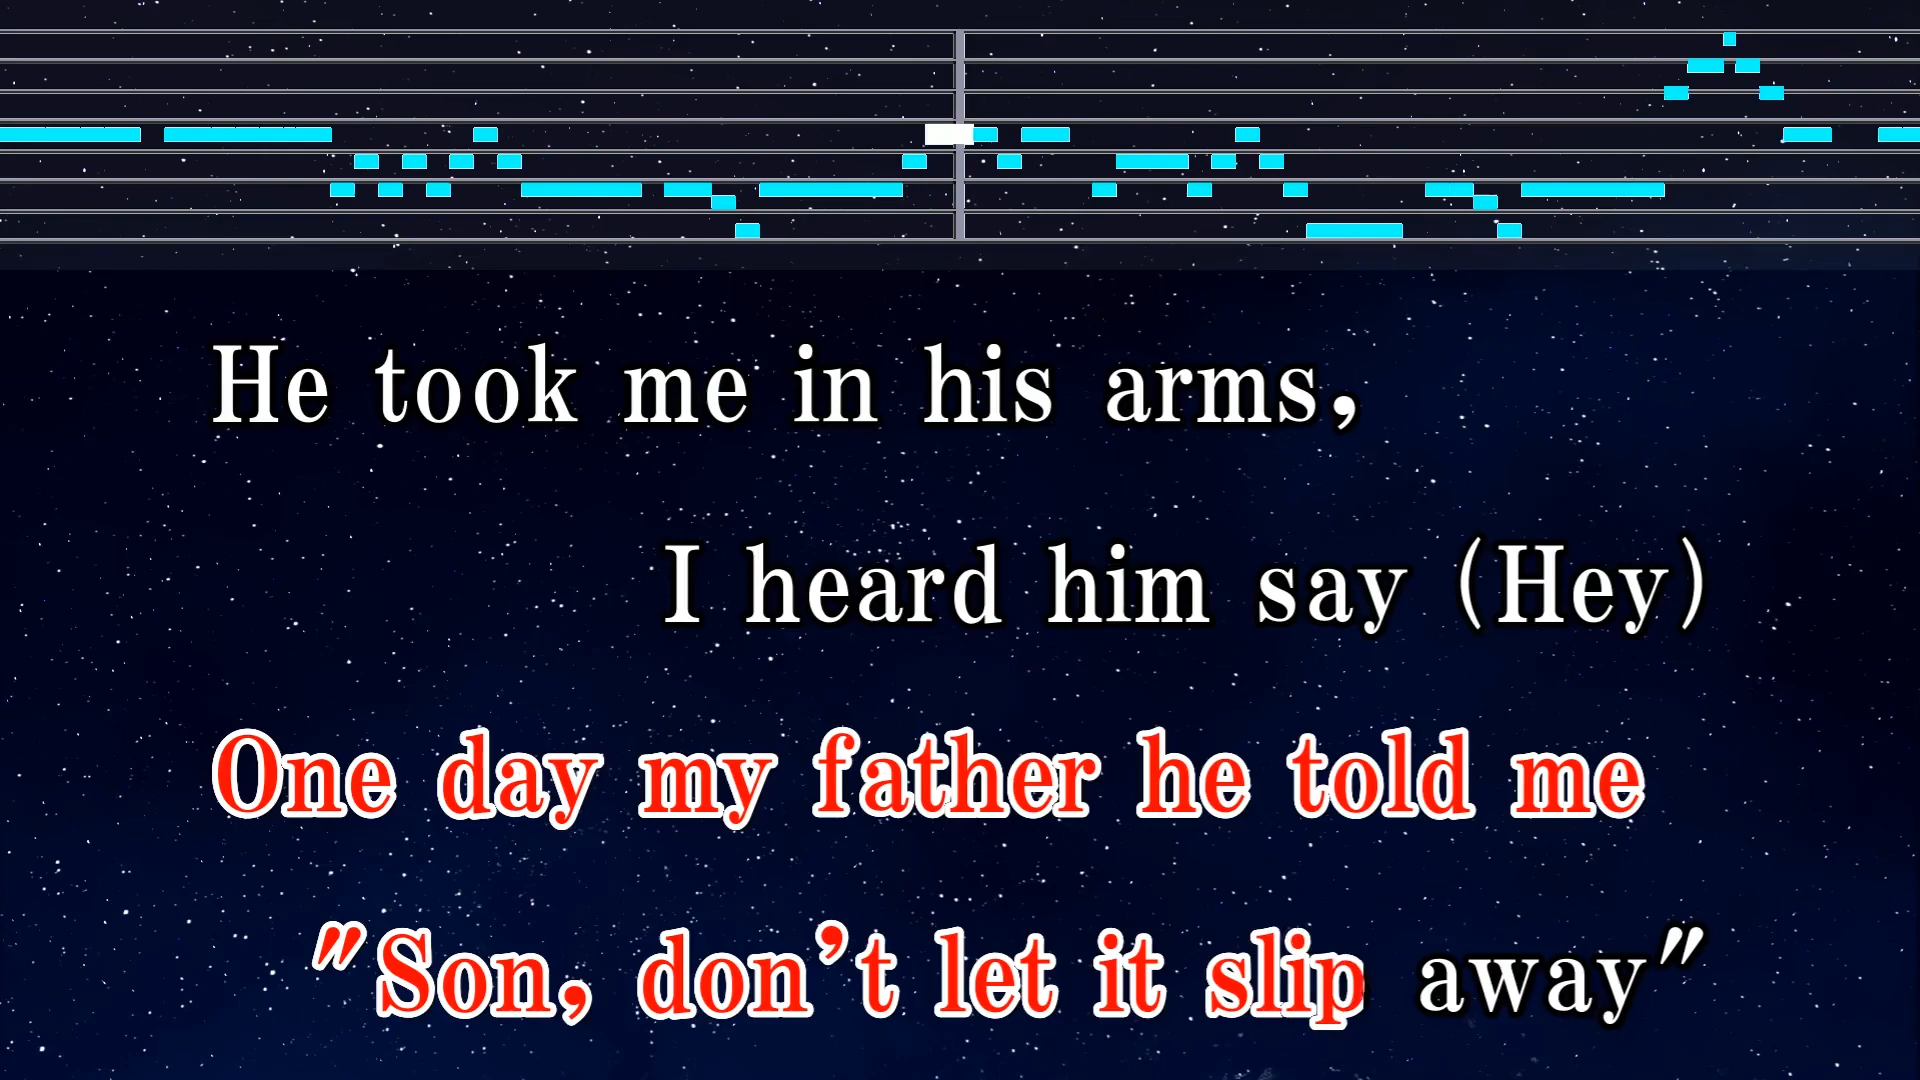 He took me in his arms,
I heard him say (Hey)
One day my father he told me
"Son, don't let it slip away"